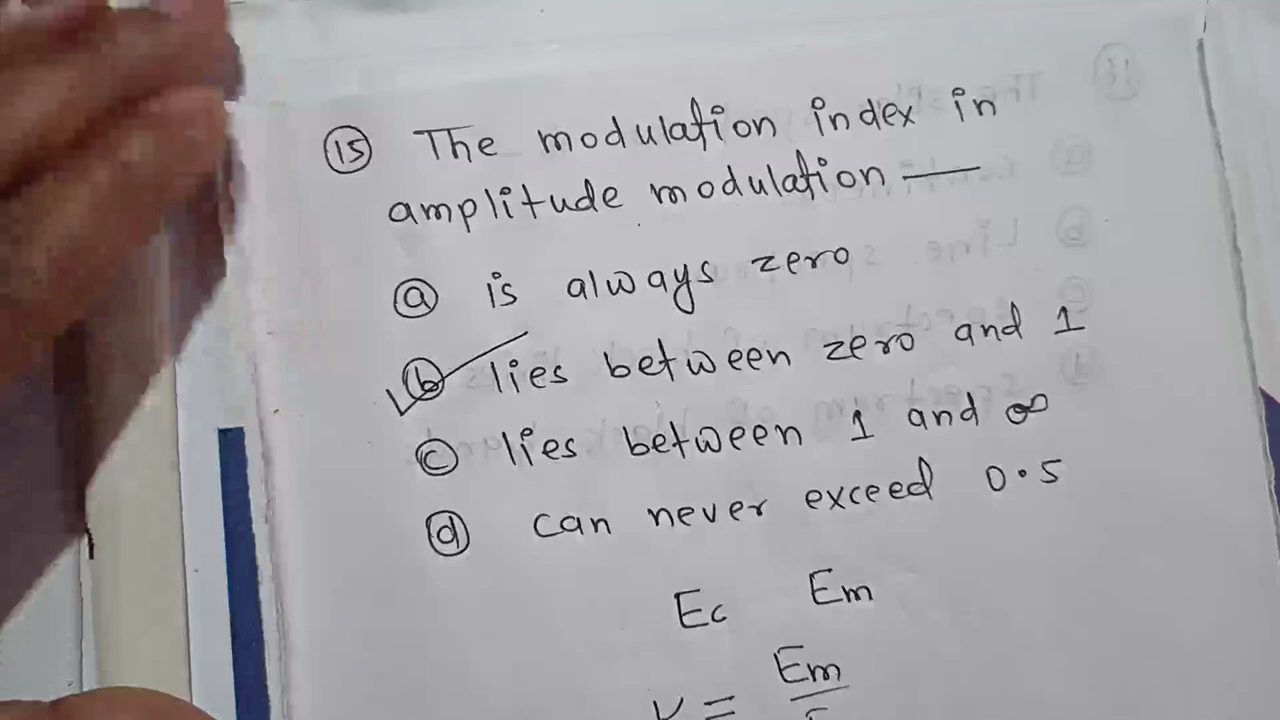 15 The modulation index in
amplitude modulation —
a is always zero
b lies between zero and 1
c lies between 1 and ∞
d can never exceed 0.5
Ec Em
Em
=